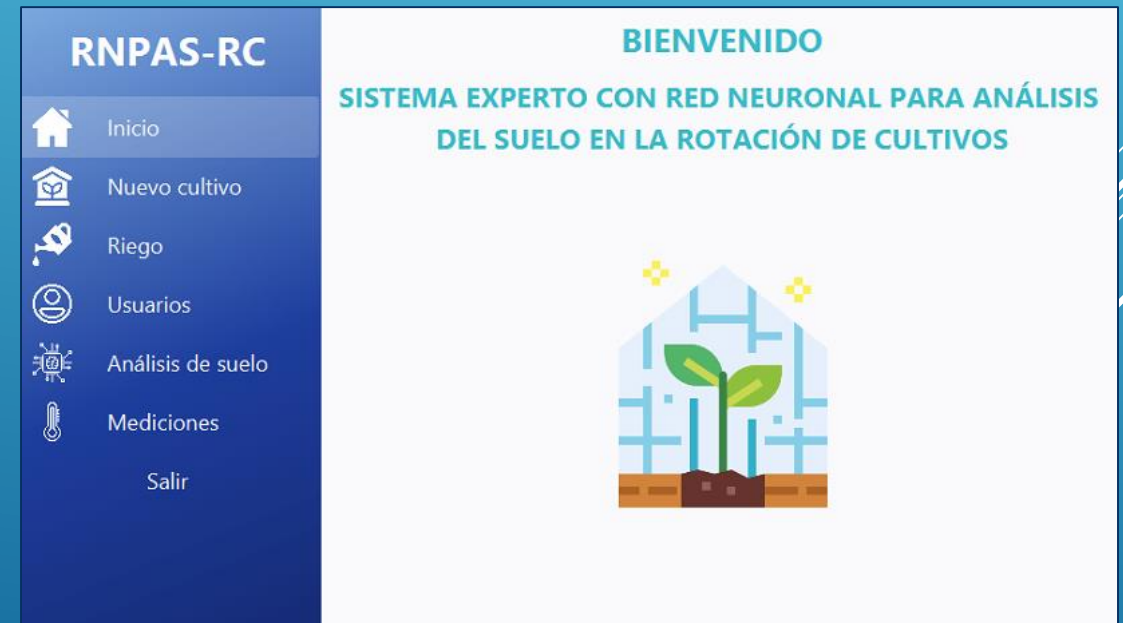 RNPAS-RC
Inicio
Nuevo cultivo
Riego
Usuarios
Análisis de suelo
Mediciones
Salir
BIENVENIDO
SISTEMA EXPERTO CON RED NEURONAL PARA ANÁLISIS
DEL SUELO EN LA ROTACIÓN DE CULTIVOS